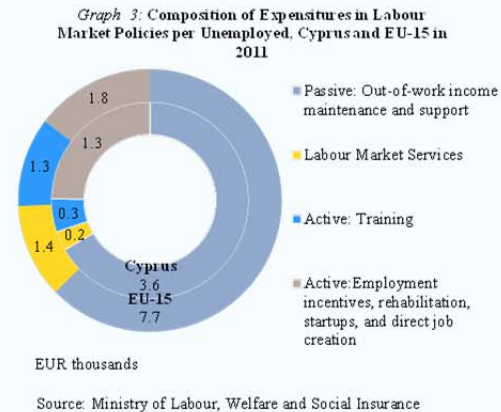 Graph 3: Composition of Expenditures in Labour
Market Policies per Unemployed, Cyprus and EU-15 in
2011
1.8
1.3
1.3
0.3
0.2
1.4
Cyprus
3.6
EU-15
7.7
Passive: Out-of-work income
maintenance and support
Labour Market Services
Active: Training
Active:Employment
incentives, rehabilitation,
startups, and direct job
creation
EUR thousands
Source: Ministry of Labour, Welfare and Social Insurance